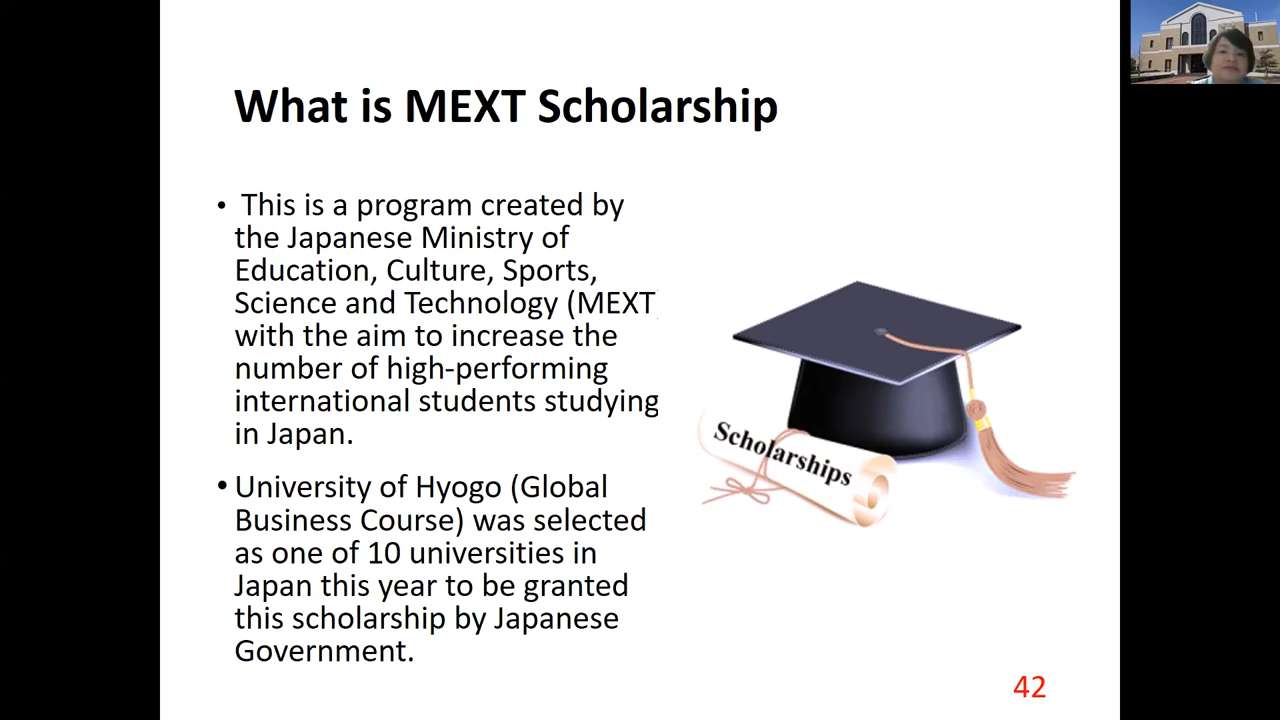 What is MEXT Scholarship
• This is a program created by
the Japanese Ministry of
Education, Culture, Sports,
Science and Technology (MEXT
with the aim to increase the
number of high-performing
international students studying
in Japan.
• University of Hyogo (Global
Business Course) was selected
as one of 10 universities in
Japan this year to be granted
this scholarship by Japanese
Government.
Scholarships
42